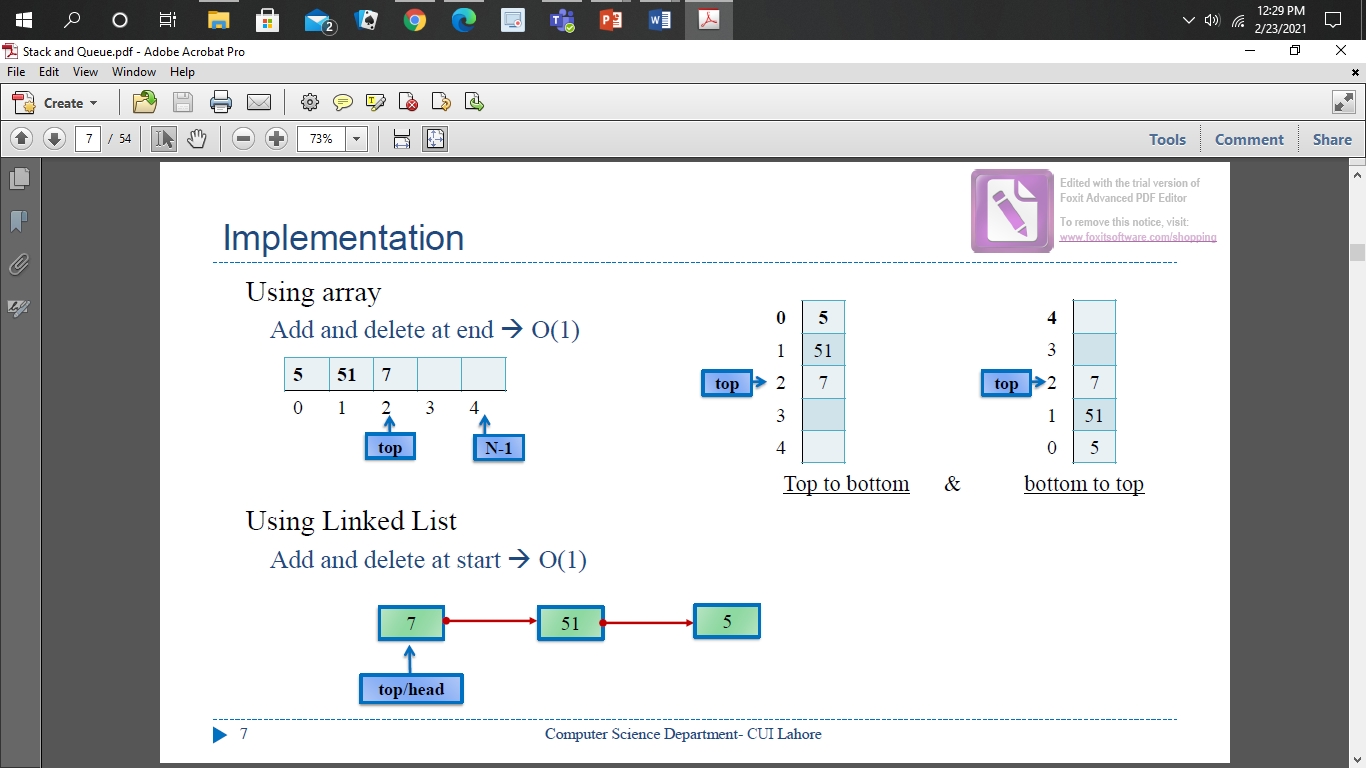 2
12:29 PM
2/23/2021
Stack and Queue.pdf - Adobe Acrobat Pro
File Edit View Window Help
Create
7 / 54 73% Tools Comment Share
Edited with the trial version of
Foxit Advanced PDF Editor
To remove this notice, visit:
www.foxitsoftware.com/shopping
Implementation
Using array
Add and delete at end → O(1)
5 51 7
0 1 2 3 4
top N-1
0 5
1 51
top 2 7
3
4
Top to bottom & bottom to top
4
3
top 2 7
1 51
0 5
Using Linked List
Add and delete at start → O(1)
7 51 5
top/head
7 Computer Science Department- CUI Lahore